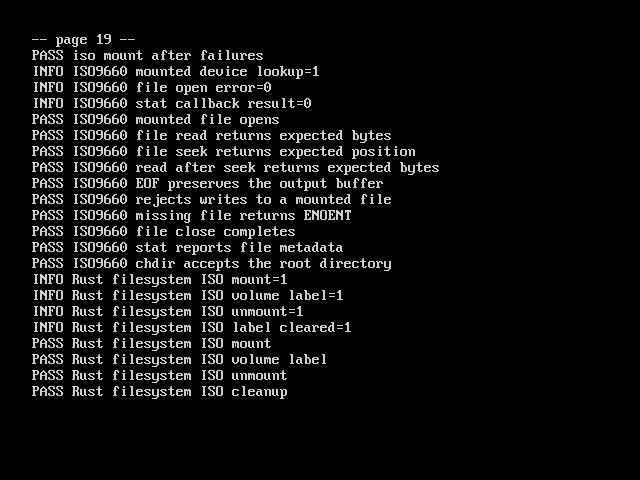 -- page 19 --
PASS iso mount after failures
INFO ISO9660 mounted device lookup=1
INFO ISO9660 file open error=0
INFO ISO9660 stat callback result=0
PASS ISO9660 mounted file opens
PASS ISO9660 file read returns expected bytes
PASS ISO9660 file seek returns expected position
PASS ISO9660 read after seek returns expected bytes
PASS ISO9660 EOF preserves the output buffer
PASS ISO9660 rejects writes to a mounted file
PASS ISO9660 missing file returns ENOENT
PASS ISO9660 file close completes
PASS ISO9660 stat reports file metadata
PASS ISO9660 chdir accepts the root directory
INFO Rust filesystem ISO mount=1
INFO Rust filesystem ISO volume label=1
INFO Rust filesystem ISO unmount=1
INFO Rust filesystem ISO label cleared=1
PASS Rust filesystem ISO mount
PASS Rust filesystem ISO volume label
PASS Rust filesystem ISO unmount
PASS Rust filesystem ISO cleanup